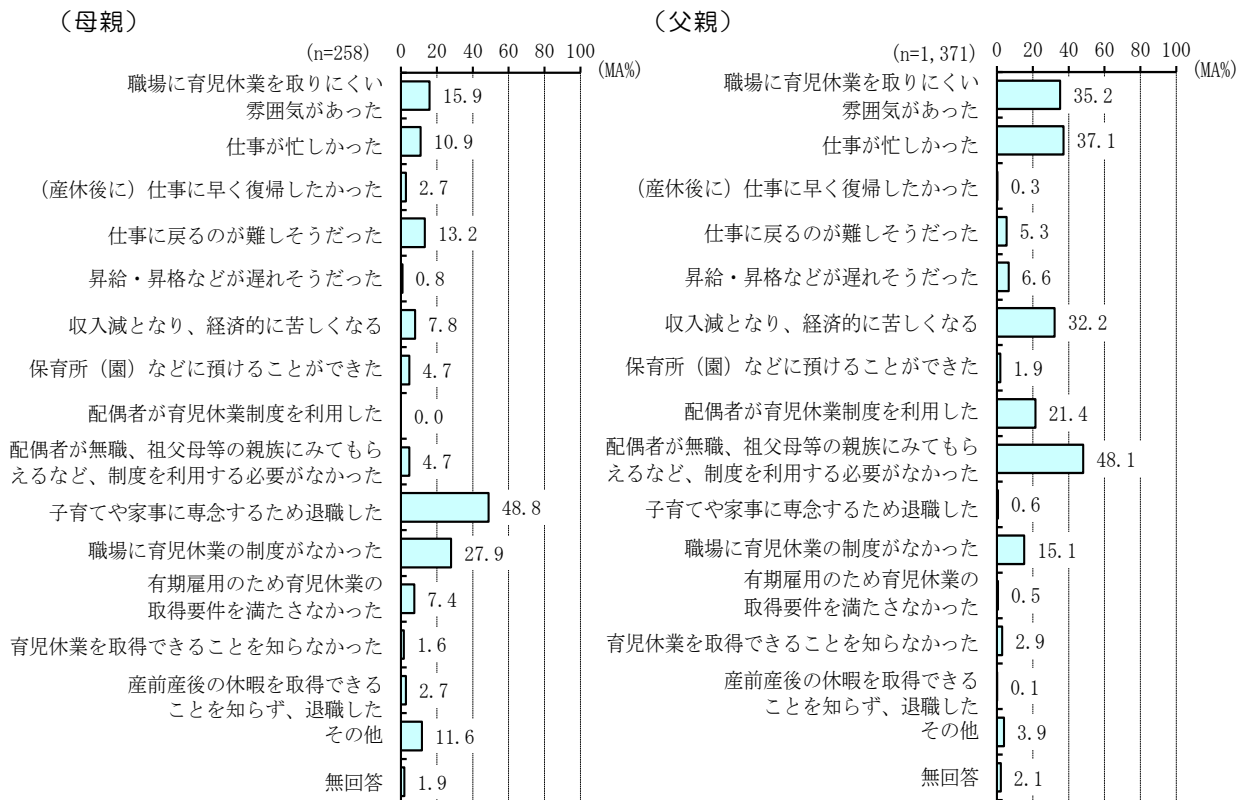 （母親）
(n=258)
0 20 40 60 80 100
(MA%)
職場に育児休業を取りにくい
雰囲気があった
15.9
仕事が忙しかった
10.9
（産休後に）仕事に早く復帰したかった
2.7
仕事に戻るのが難しそうだった
13.2
昇給・昇格などが遅れそうだった
0.8
収入減となり、経済的に苦しくなる
7.8
保育所（園）などに預けることができた
4.7
配偶者が育児休業制度を利用した
0.0
配偶者が無職、祖父母等の親族にみてもら
えるなど、制度を利用する必要がなかった
4.7
子育てや家事に専念するため退職した
48.8
職場に育児休業の制度がなかった
27.9
有期雇用のため育児休業の
取得要件を満たさなかった
7.4
育児休業を取得できることを知らなかった
1.6
産前産後の休暇を取得できる
ことを知らず、退職した
2.7
その他
11.6
無回答
1.9
（父親）
(n=1,371)
0 20 40 60 80 100
(MA%)
職場に育児休業を取りにくい
雰囲気があった
35.2
仕事が忙しかった
37.1
（産休後に）仕事に早く復帰したかった
0.3
仕事に戻るのが難しそうだった
5.3
昇給・昇格などが遅れそうだった
6.6
収入減となり、経済的に苦しくなる
32.2
保育所（園）などに預けることができた
1.9
配偶者が育児休業制度を利用した
21.4
配偶者が無職、祖父母等の親族にみてもら
えるなど、制度を利用する必要がなかった
48.1
子育てや家事に専念するため退職した
0.6
職場に育児休業の制度がなかった
15.1
有期雇用のため育児休業の
取得要件を満たさなかった
0.5
育児休業を取得できることを知らなかった
2.9
産前産後の休暇を取得できる
ことを知らず、退職した
0.1
その他
3.9
無回答
2.1